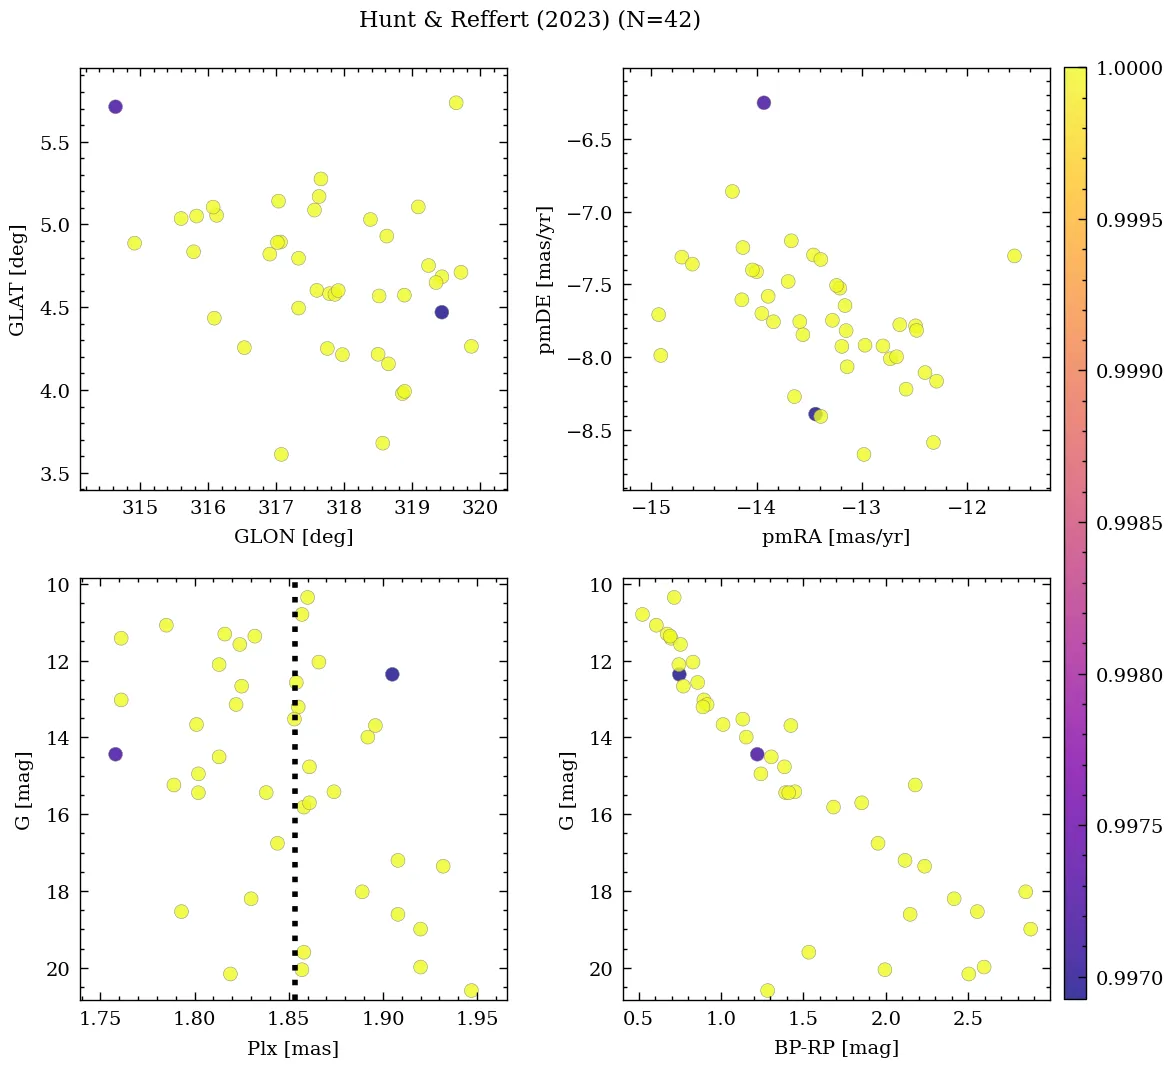 Hunt & Reffert (2023) (N=42)
GLAT [deg]
5.5
5.0
4.5
4.0
3.5
315 316 317 318 319 320
GLON [deg]
pmDE [mas/yr]
−6.5
−7.0
−7.5
−8.0
−8.5
−15 −14 −13 −12
pmRA [mas/yr]
G [mag]
10
12
14
16
18
20
1.75 1.80 1.85 1.90 1.95
Plx [mas]
G [mag]
10
12
14
16
18
20
0.5 1.0 1.5 2.0 2.5
BP-RP [mag]
1.0000
0.9995
0.9990
0.9985
0.9980
0.9975
0.9970